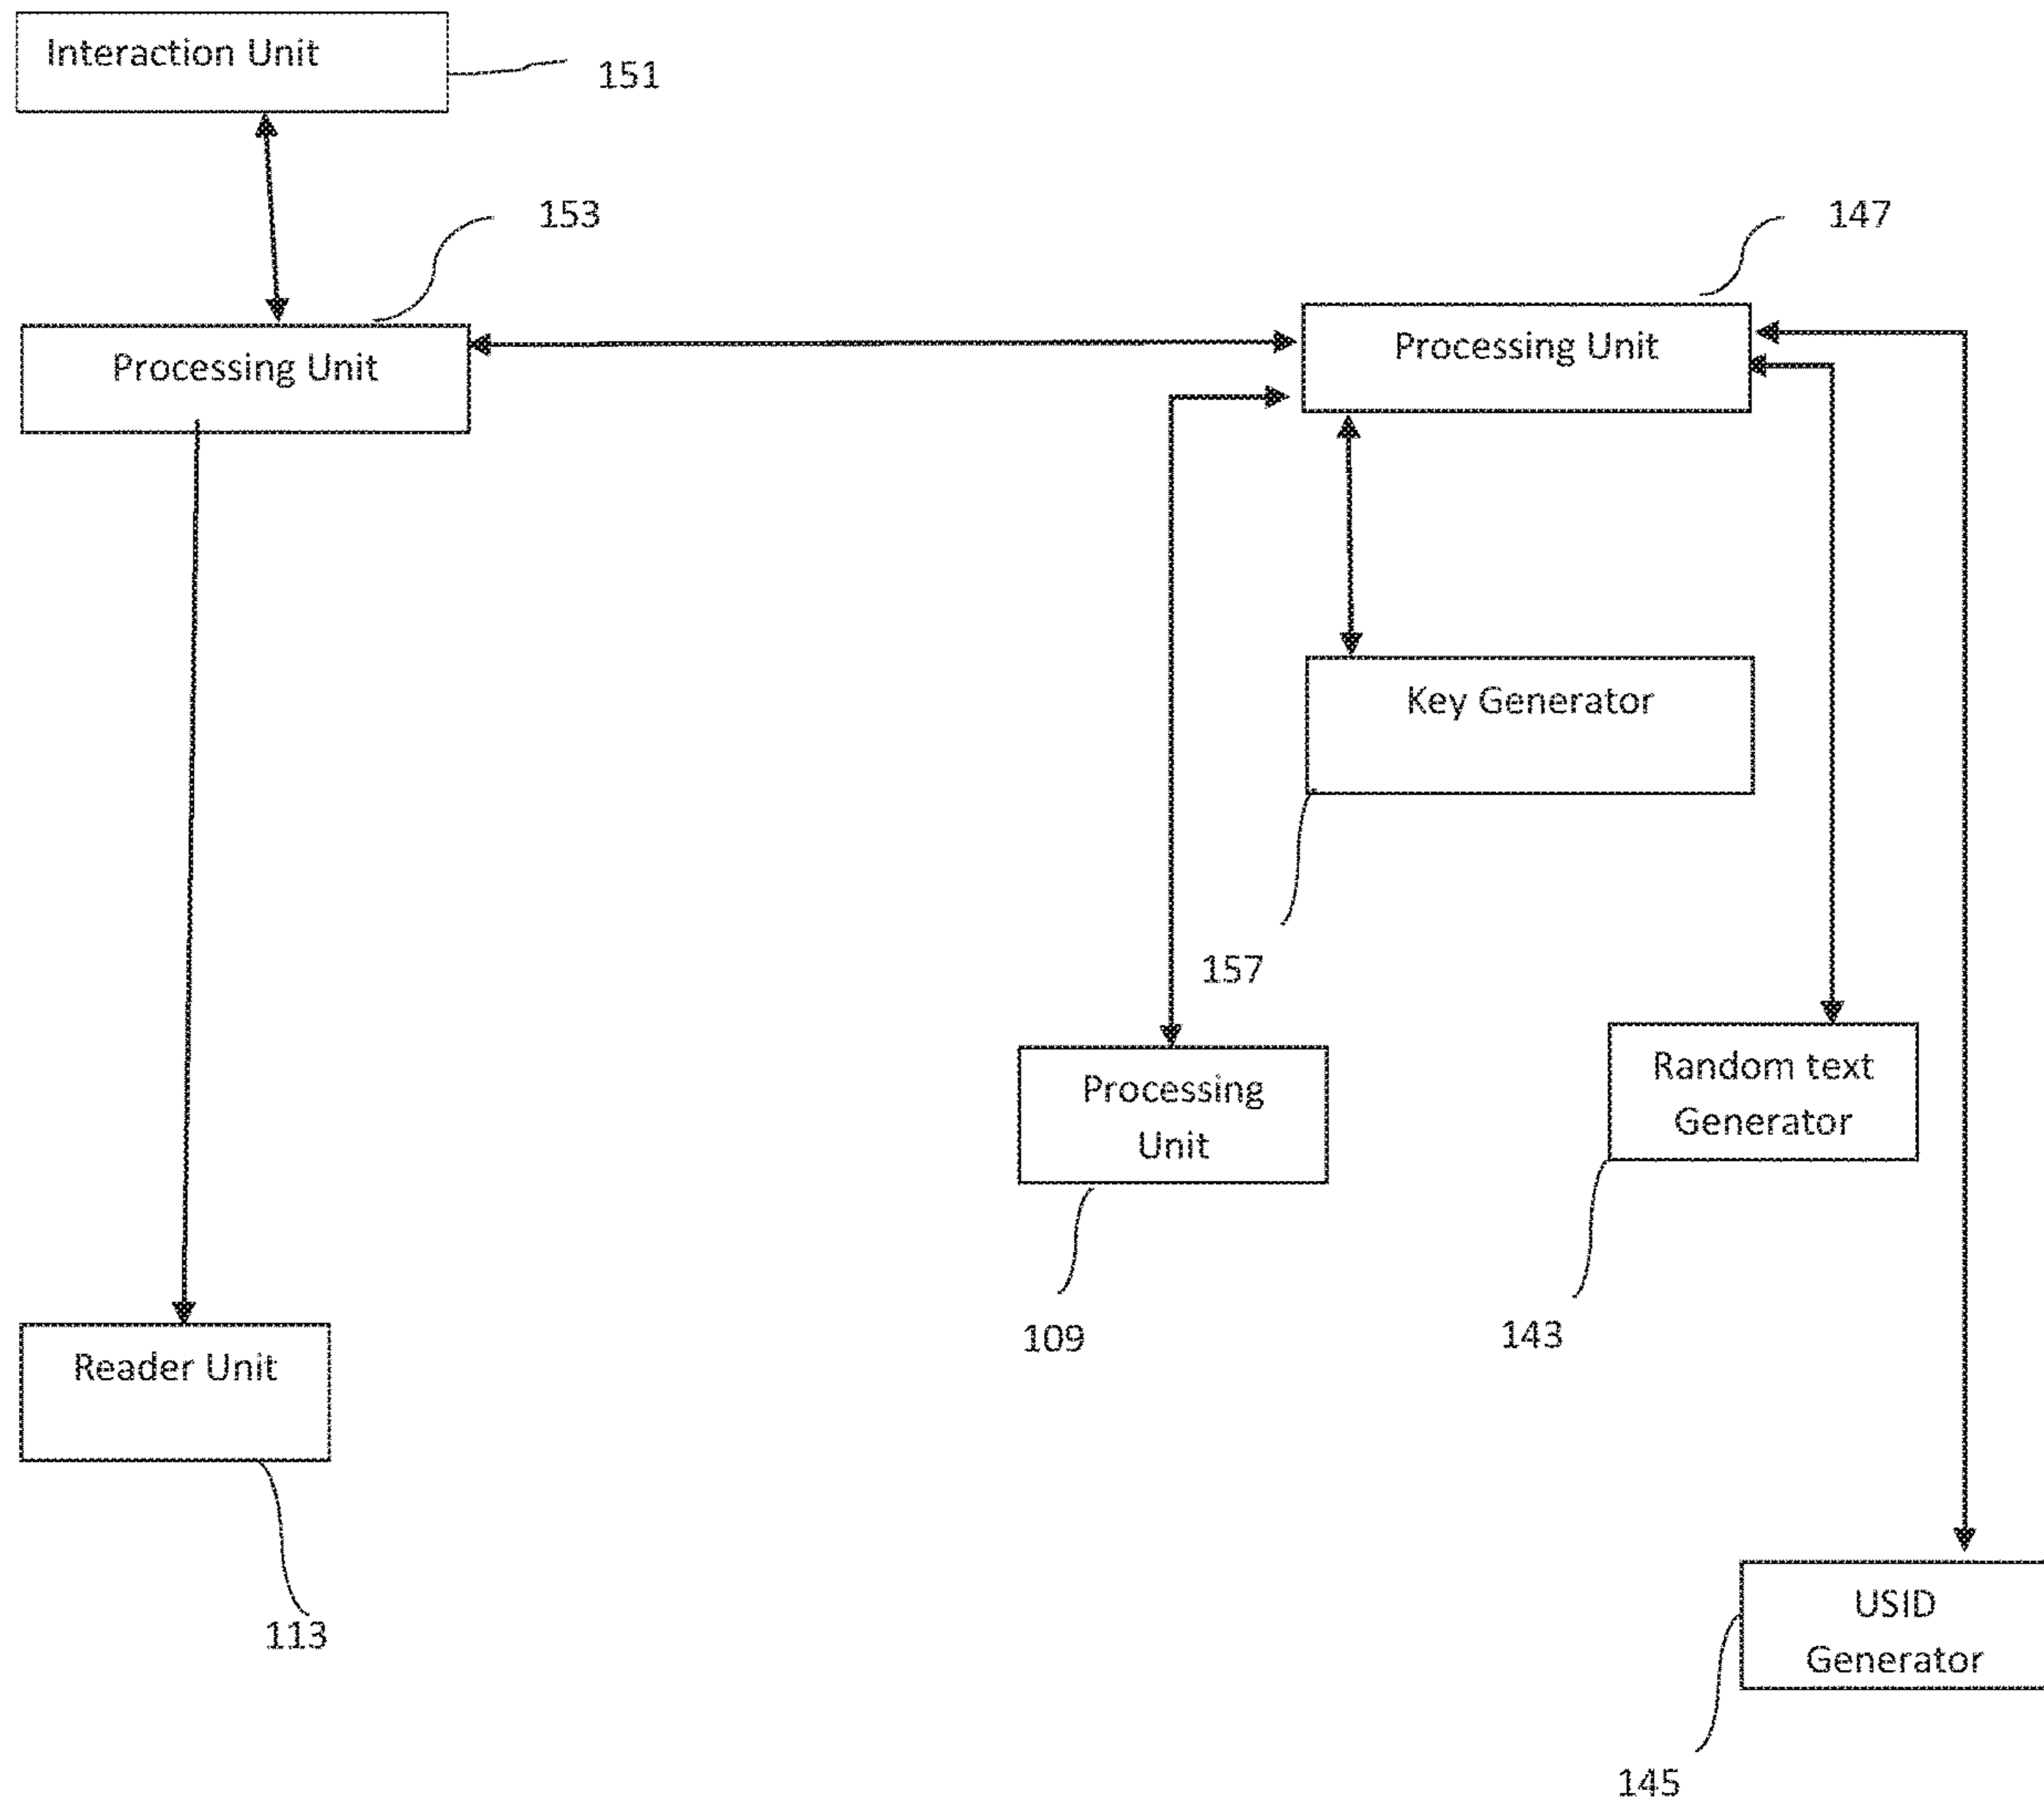 Interaction Unit
151
153
147
Processing Unit
Processing Unit
Key Generator
157
Processing
Unit
Random text
Generator
109
143
Reader Unit
113
USID
Generator
145